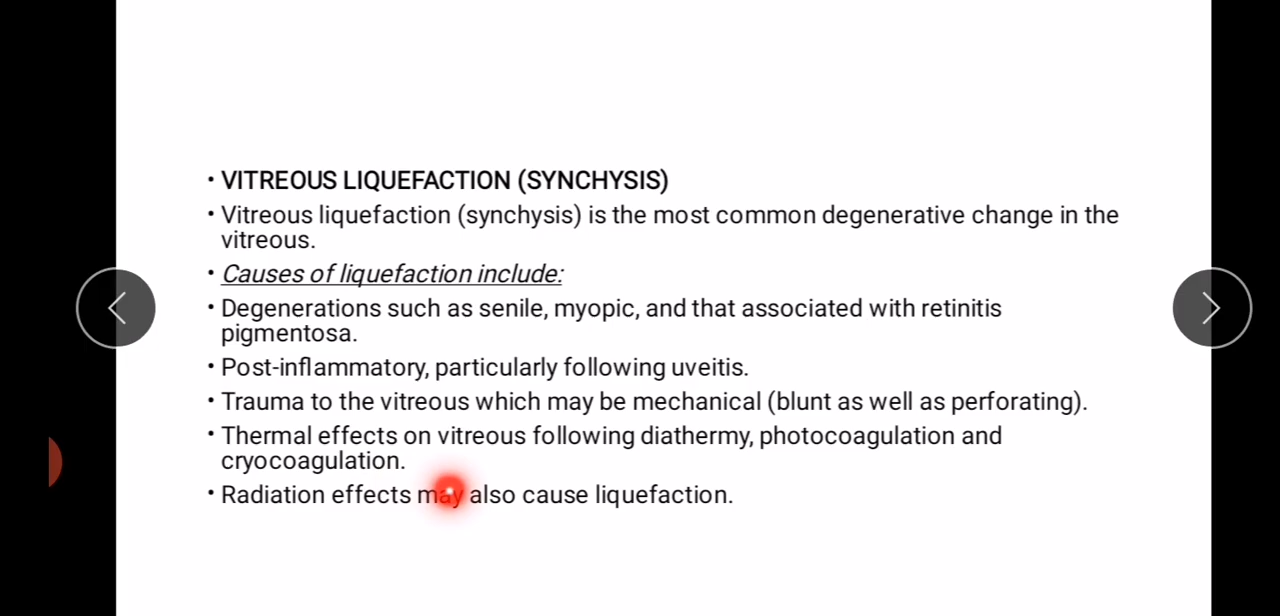 • VITREOUS LIQUEFACTION (SYNCHYSIS)
• Vitreous liquefaction (synchysis) is the most common degenerative change in the
vitreous.
• Causes of liquefaction include:
• Degenerations such as senile, myopic, and that associated with retinitis
pigmentosa.
• Post-inflammatory, particularly following uveitis.
• Trauma to the vitreous which may be mechanical (blunt as well as perforating).
• Thermal effects on vitreous following diathermy, photocoagulation and
cryocoagulation.
• Radiation effects may also cause liquefaction.